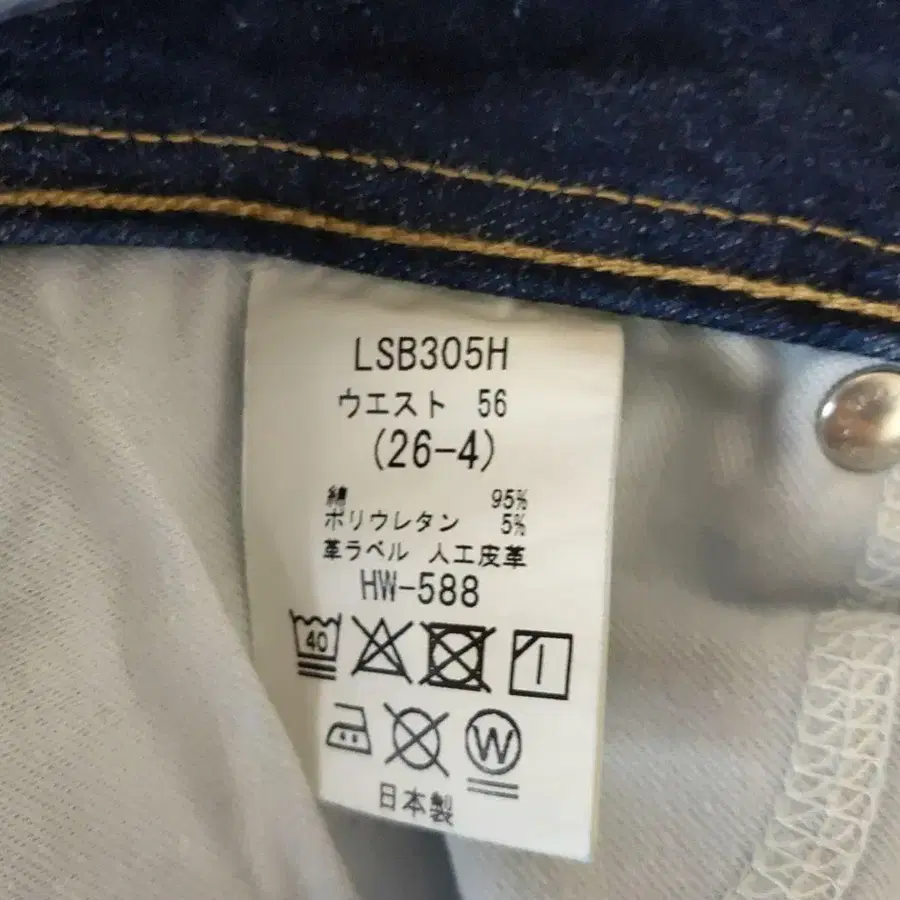 LSB305H
ウエスト 56
(26-4)
綿 95%
ポリウレタン 5%
革ラベル 人工皮革
HW-588
40
W
日本製